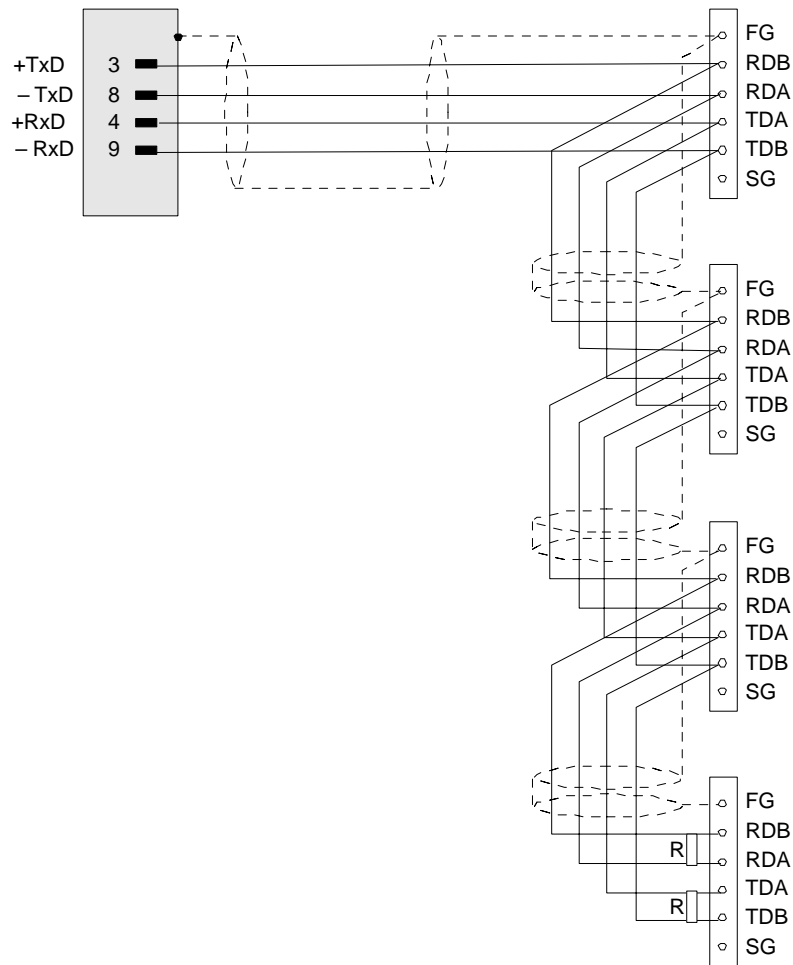 +TxD 3
– TxD 8
+RxD 4
– RxD 9
FG
RDB
RDA
TDA
TDB
SG
FG
RDB
RDA
TDA
TDB
SG
FG
RDB
RDA
TDA
TDB
SG
FG
RDB
R RDA
TDA
R TDB
SG